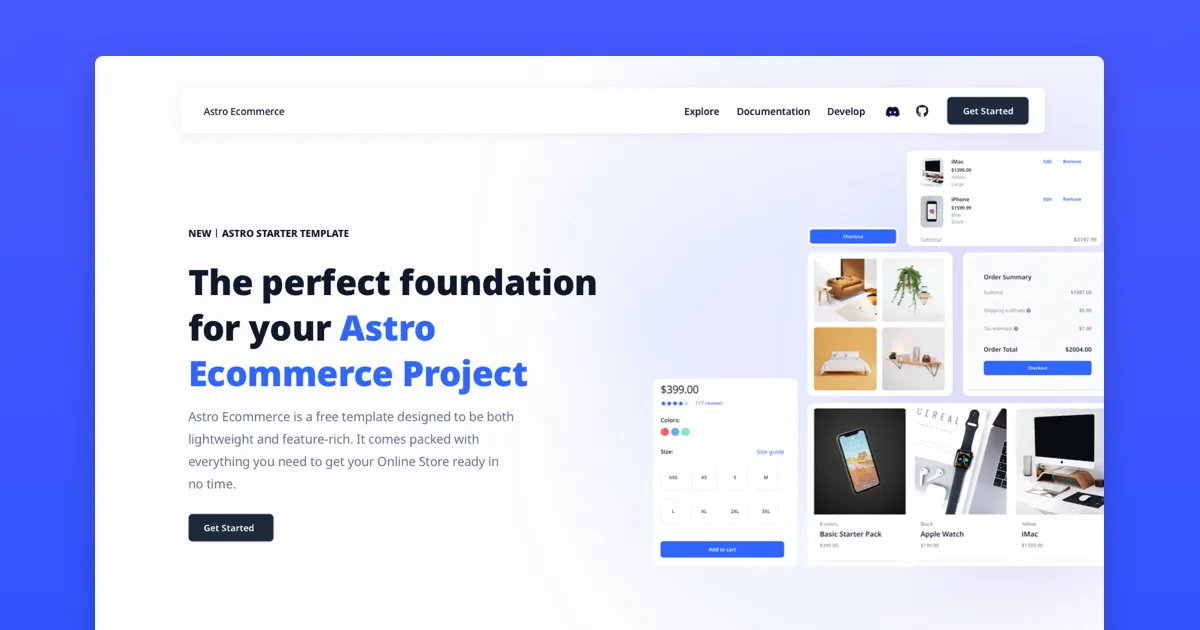 Astro Ecommerce
Explore
Documentation
Develop
Get Started
NEW | ASTRO STARTER TEMPLATE
The perfect foundation
for your Astro
Ecommerce Project
Astro Ecommerce is a free template designed to be both
lightweight and feature-rich. It comes packed with
everything you need to get your Online Store ready in
no time.
Get Started
iMac
Edit
Remove
$1399.00
Yellow
Large
iPhone
Edit
Remove
$1599.99
Blue
Small
Subtotal
$3197.99
Checkout
Order Summary
Subtotal
$1997.00
Shipping estimate
$0.00
Tax estimate
$7.00
Order Total
$2004.00
Checkout
$399.00
117 reviews
Colors:
Size:
Size guide
XXS
XS
S
M
L
XL
2XL
3XL
Add to cart
CEREAL
8 colors
Basic Starter Pack
$399.00
Black
Apple Watch
$199.00
Yellow
iMac
$1399.00